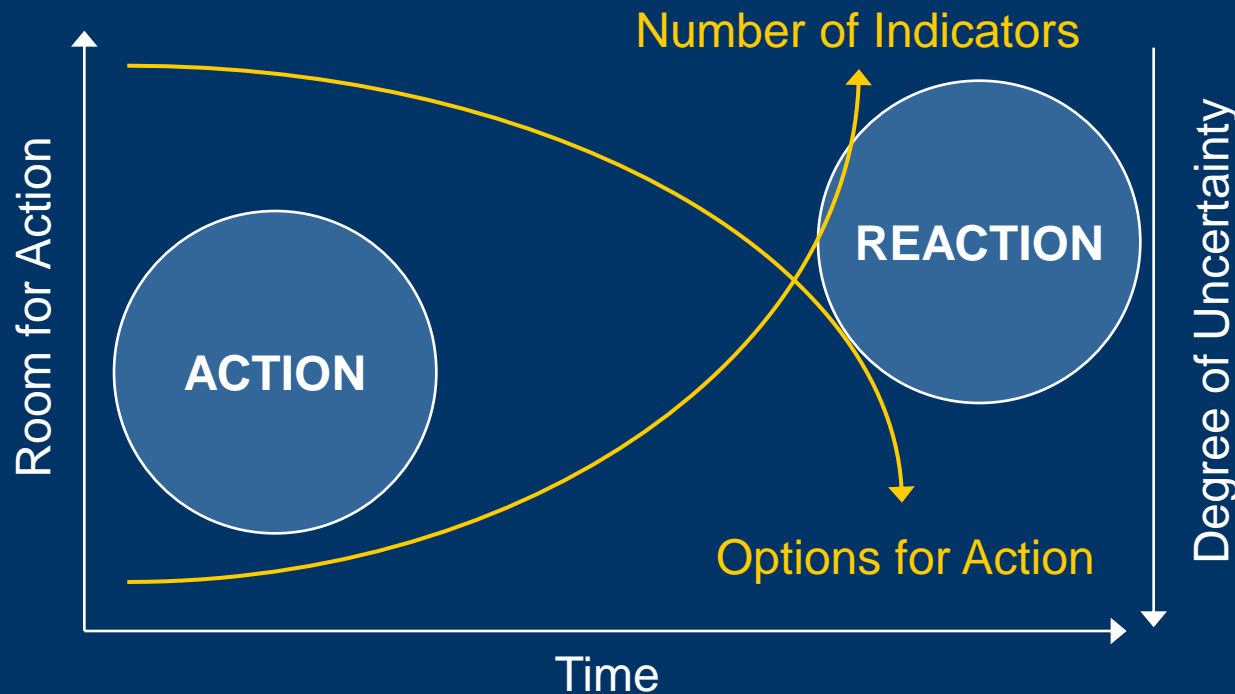 Number of Indicators
Room for Action
Degree of Uncertainty
REACTION
ACTION
Options for Action
Time